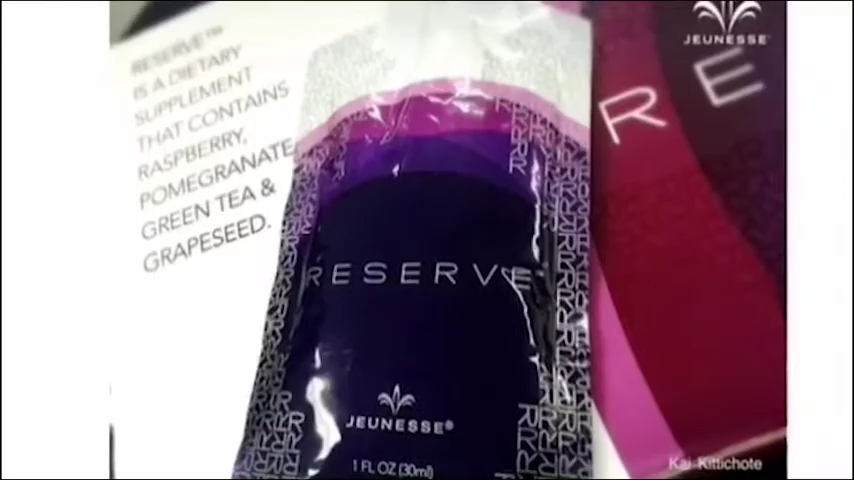 RESERVE™
IS A DIETARY
SUPPLEMENT
THAT CONTAINS
RASPBERRY,
POMEGRANATE,
GREEN TEA &
GRAPESEED.
RESERVE
JEUNESSE®
1 FL OZ (30ml)
JEUNESSE
RE
Kai Kittichote